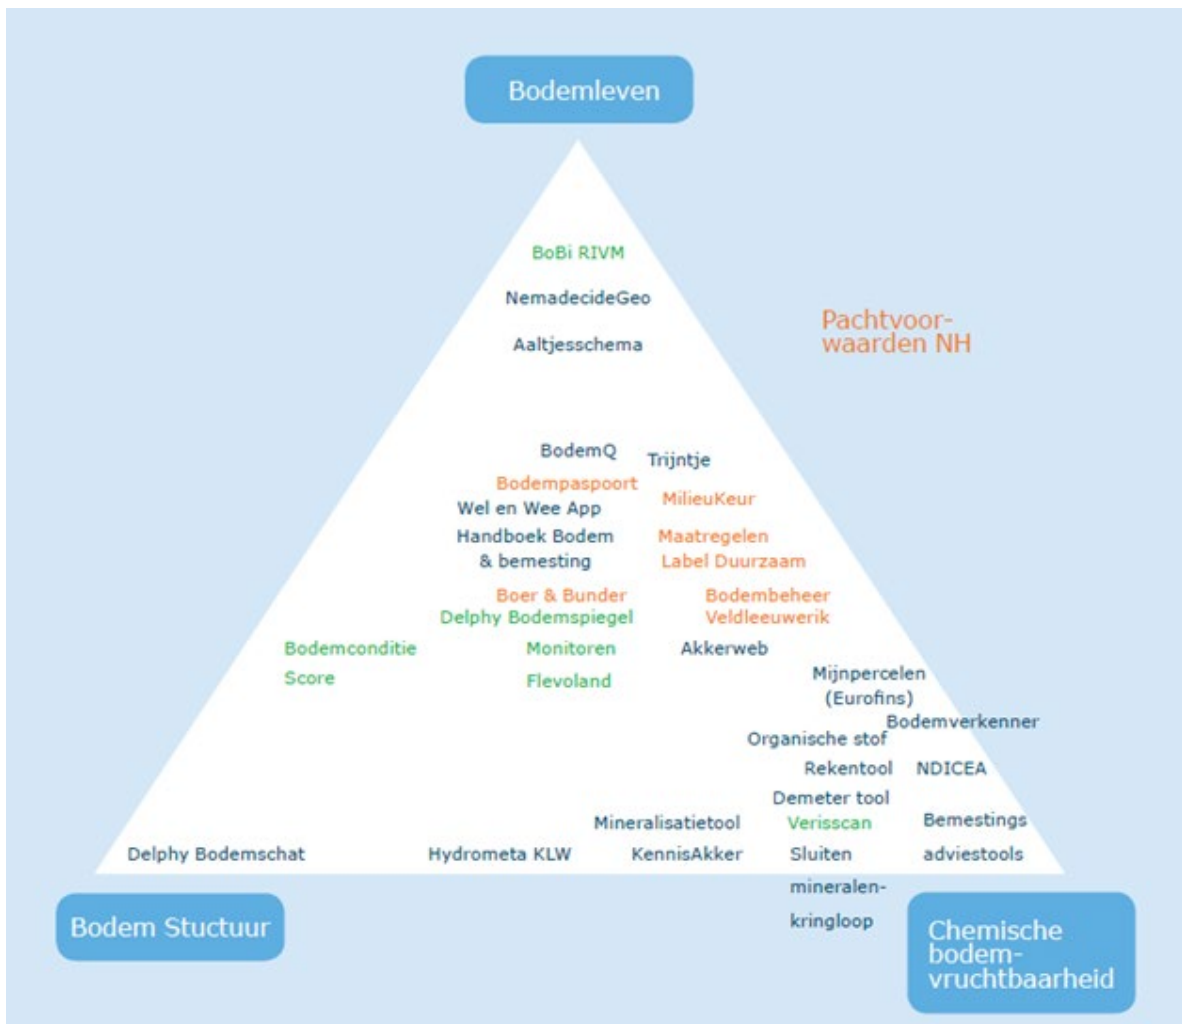 Bodemleven
BoBi RIVM
NemadecideGeo
Pachtvoor-
waarden NH
Aaltjesschema
BodemQ
Trijntje
Bodempaspoort
MilieuKeur
Wel en Wee App
Handboek Bodem
& bemesting
Maatregelen
Label Duurzaam
Boer & Bunder
Bodembeheer
Veldleeuwerik
Delphy Bodemspiegel
Bodemconditie
Score
Monitoren
Flevoland
Akkerweb
Mijnpercelen
(Eurofins)
Bodemverkenner
Organische stof
Rekentool
NDICEA
Demeter tool
Mineralisatietool
Verisscan
Bemestings
adviestools
Delphy Bodemschat
Hydrometa KLW
KennisAkker
Sluiten
mineralen-
kringloop
Bodem Stuctuur
Chemische
bodem-
vruchtbaarheid